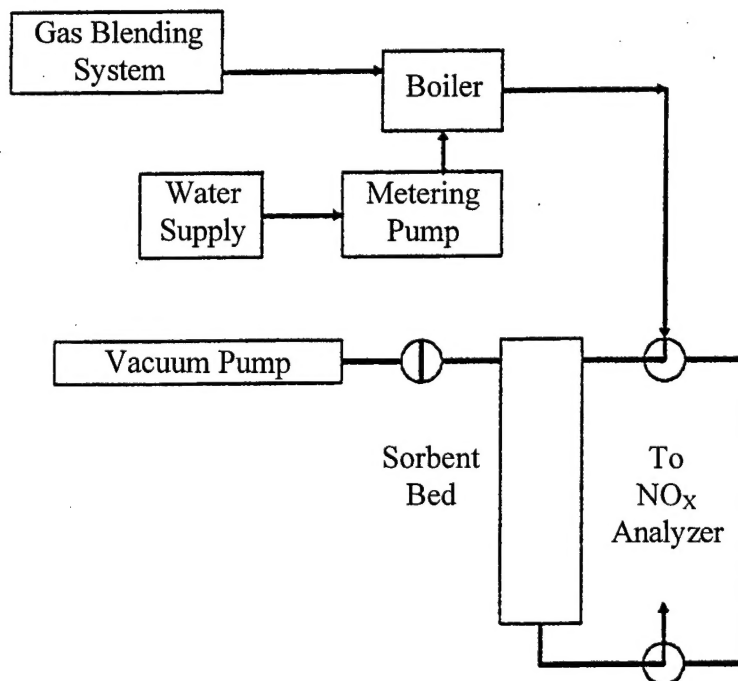 Gas Blending
System
Boiler
Water
Supply
Metering
Pump
Vacuum Pump
Sorbent
Bed
To
NOX
Analyzer